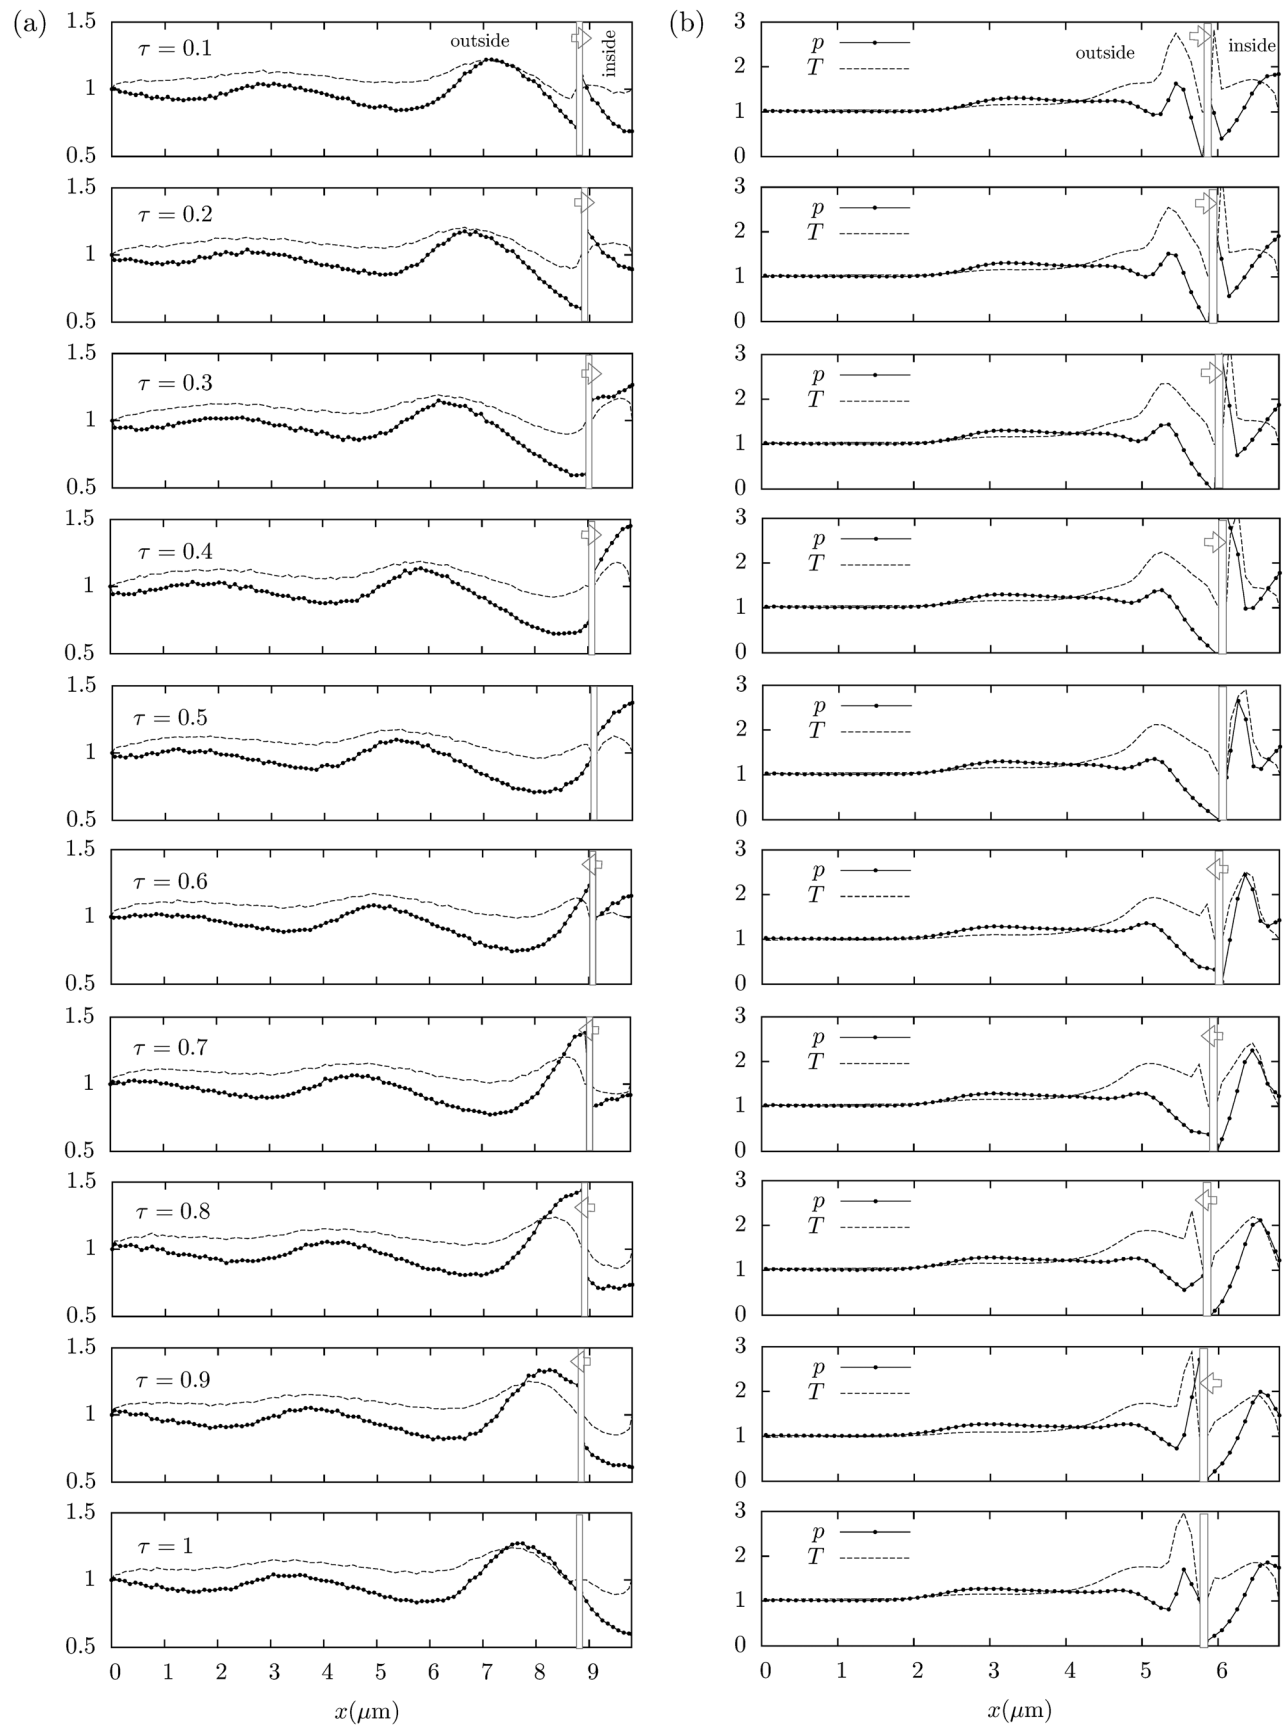 (a)
1.5
1
0.5
τ = 0.1
outside
inside
1.5
1
0.5
τ = 0.2
1.5
1
0.5
τ = 0.3
1.5
1
0.5
τ = 0.4
1.5
1
0.5
τ = 0.5
1.5
1
0.5
τ = 0.6
1.5
1
0.5
τ = 0.7
1.5
1
0.5
τ = 0.8
1.5
1
0.5
τ = 0.9
1.5
1
0.5
τ = 1
0 1 2 3 4 5 6 7 8 9
x(μm)
(b)
3
2
1
0
p
T
outside
inside
3
2
1
0
p
T
3
2
1
0
p
T
3
2
1
0
p
T
3
2
1
0
p
T
3
2
1
0
p
T
3
2
1
0
p
T
3
2
1
0
p
T
3
2
1
0
p
T
3
2
1
0
p
T
0 1 2 3 4 5 6
x(μm)